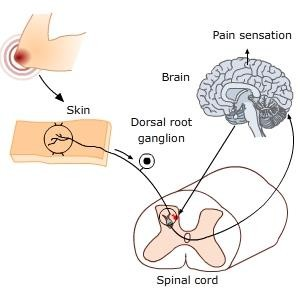 Pain sensation
Brain
Skin
Dorsal root
ganglion
Spinal cord